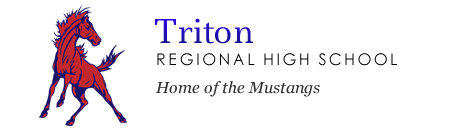 Triton
REGIONAL HIGH SCHOOL
Home of the Mustangs